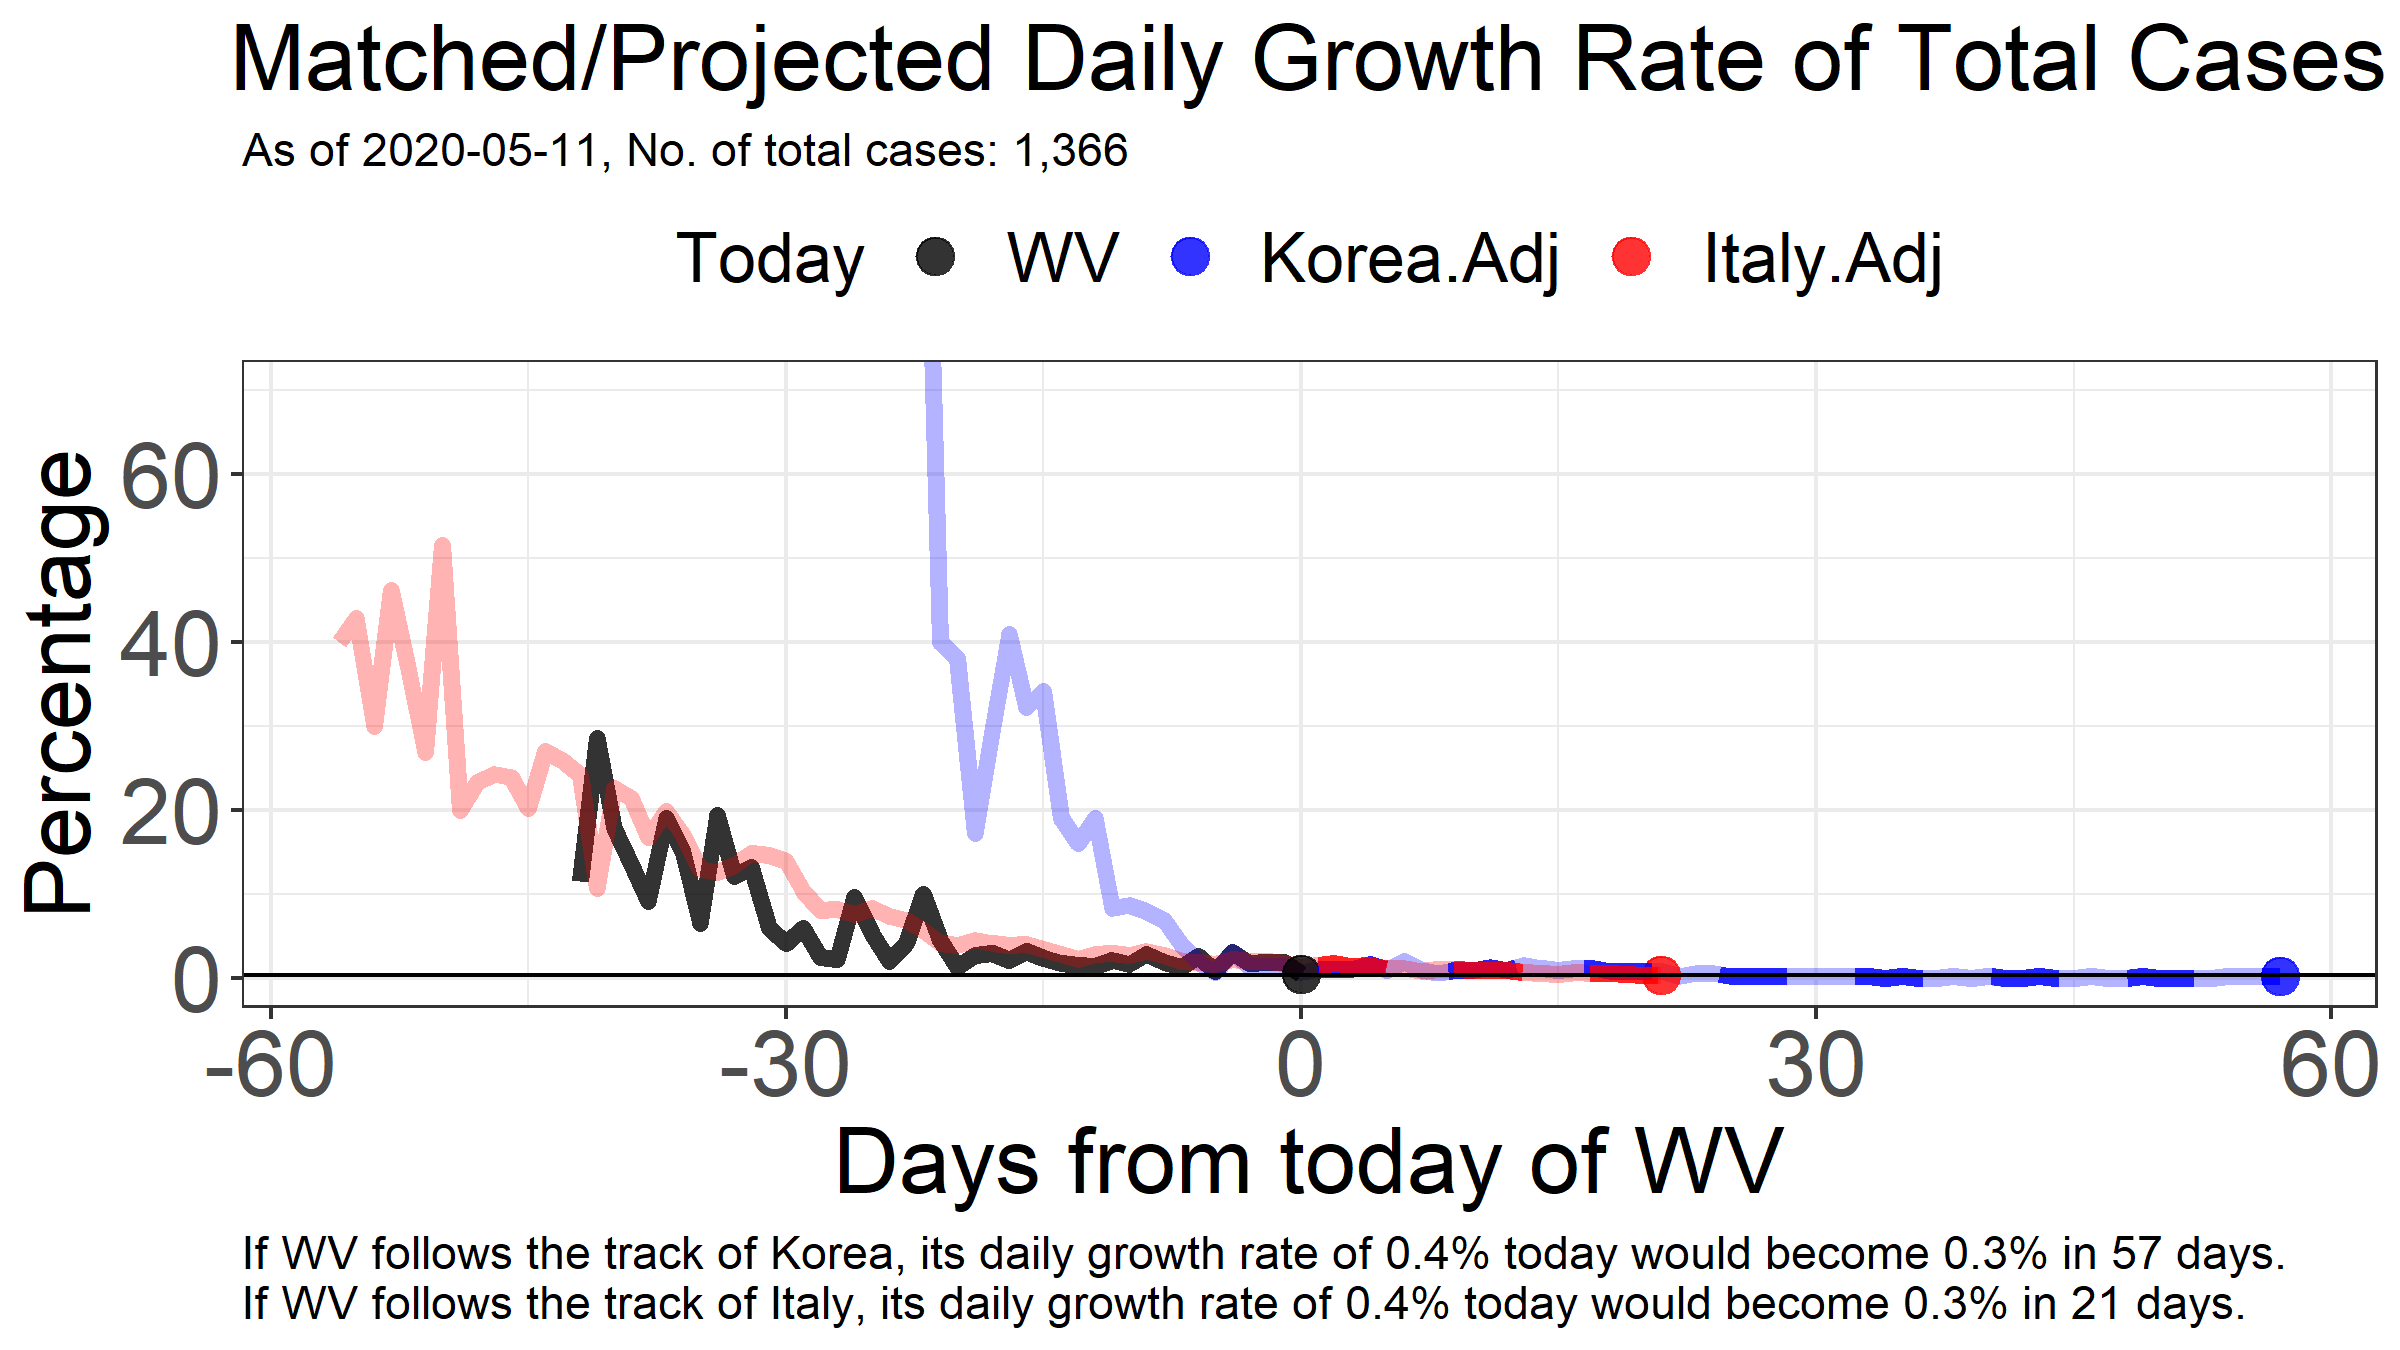 Matched/Projected Daily Growth Rate of Total Cases
As of 2020-05-11, No. of total cases: 1,366
Today WV Korea.Adj Italy.Adj
Percentage
60
40
20
0
-60 -30 0 30 60
Days from today of WV
If WV follows the track of Korea, its daily growth rate of 0.4% today would become 0.3% in 57 days.
If WV follows the track of Italy, its daily growth rate of 0.4% today would become 0.3% in 21 days.